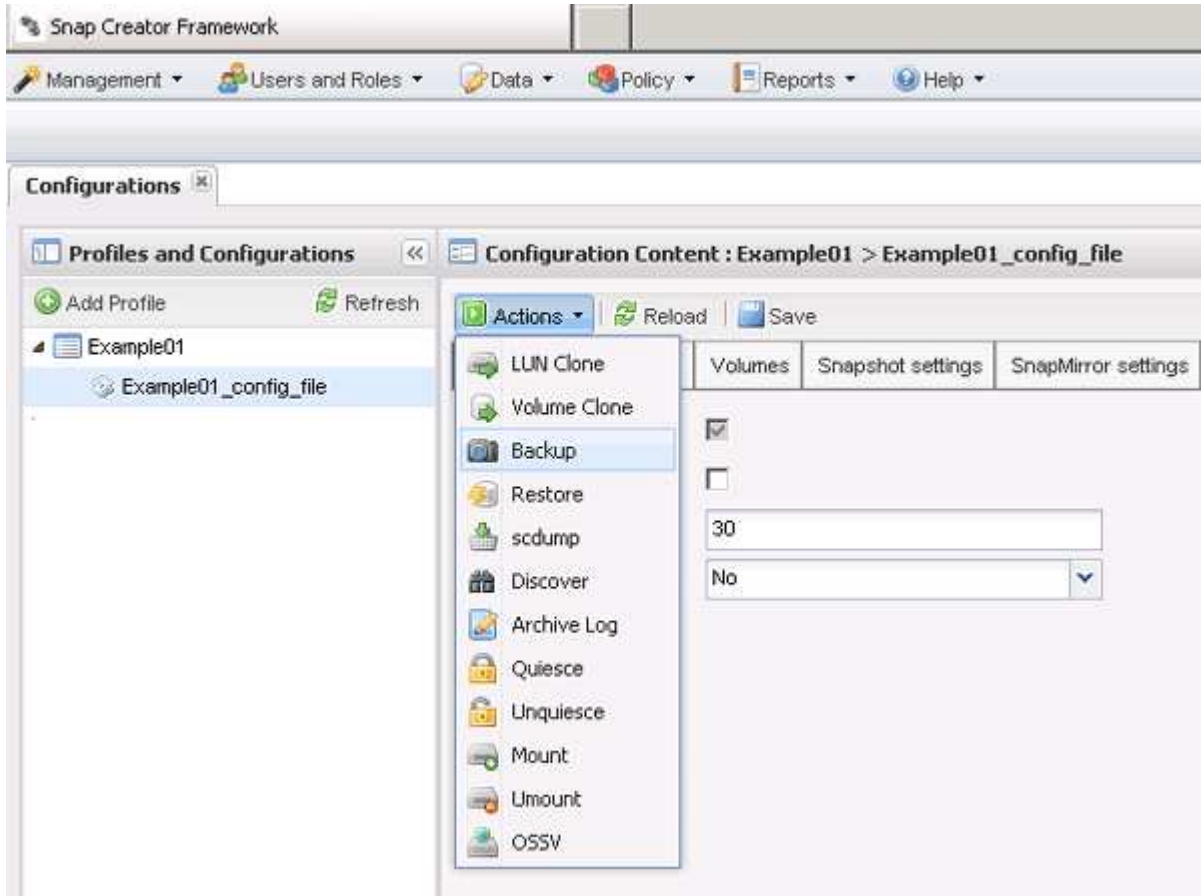 Snap Creator Framework
Management Users and Roles Data Policy Reports Help
Configurations
Profiles and Configurations
Add Profile Refresh
Example01
Example01_config_file
Configuration Content : Example01 > Example01_config_file
Actions Reload Save
Volumes Snapshot settings SnapMirror settings
LUN Clone
Volume Clone
Backup
Restore
scdump
Discover
Archive Log
Quiesce
Unquiesce
Mount
Umount
OSSV
30
No